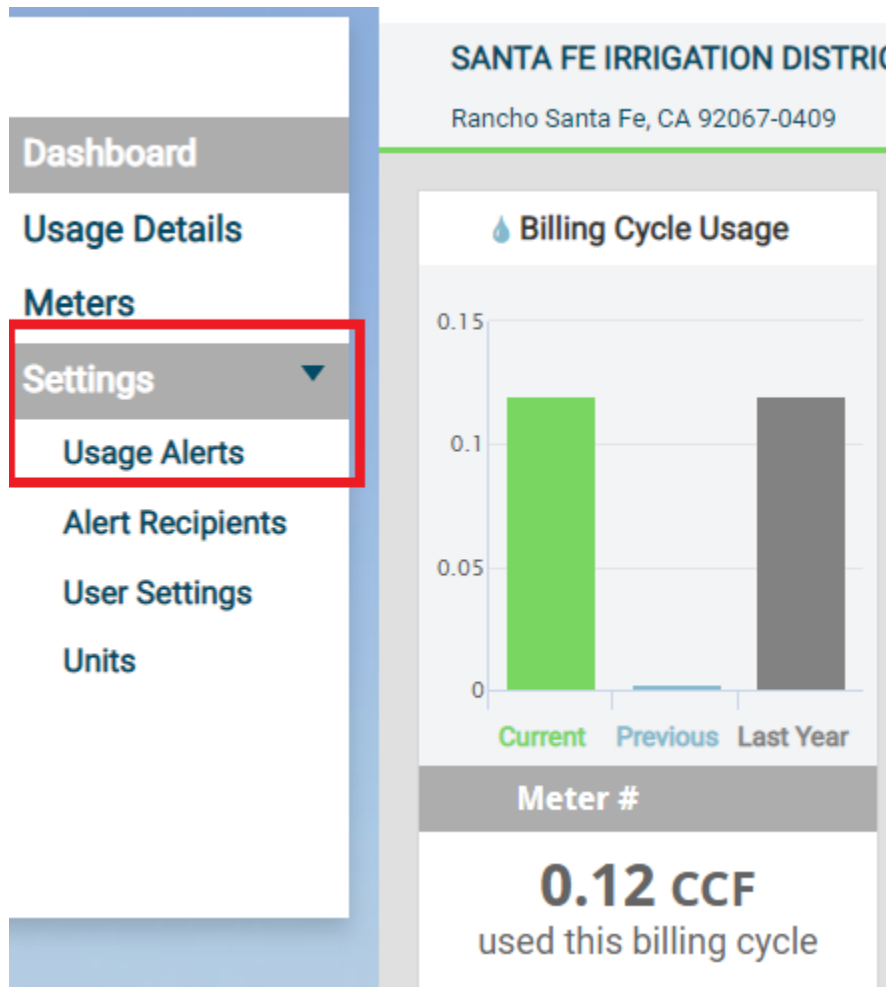 Dashboard
Usage Details
Meters
Settings
Usage Alerts
Alert Recipients
User Settings
Units
SANTA FE IRRIGATION
Rancho Santa Fe, CA 92067-0409
Billing Cycle Usage
0.15
0.1
0.05
0
Current Previous Last Year
Meter #
0.12 CCF
used this billing cycle